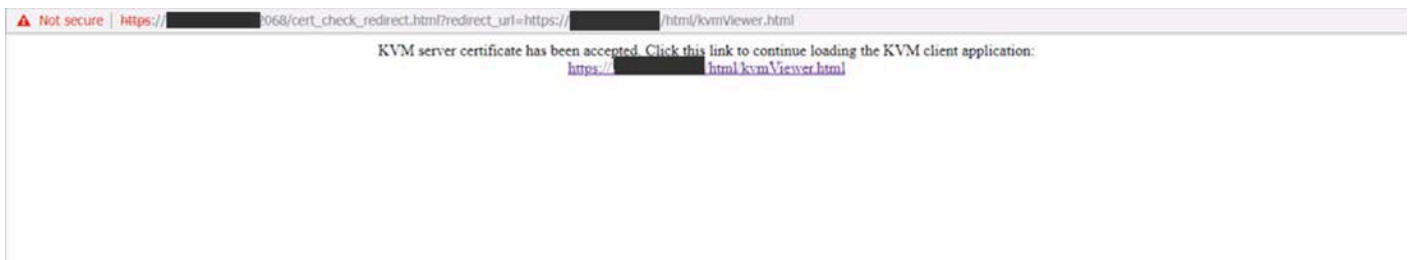 Not secure | https:// 2068/cert_check_redirect.html?redirect_url=https:// /html/kvmViewer.html
KVM server certificate has been accepted. Click this link to continue loading the KVM client application:
https:// html/kvmViewer.html